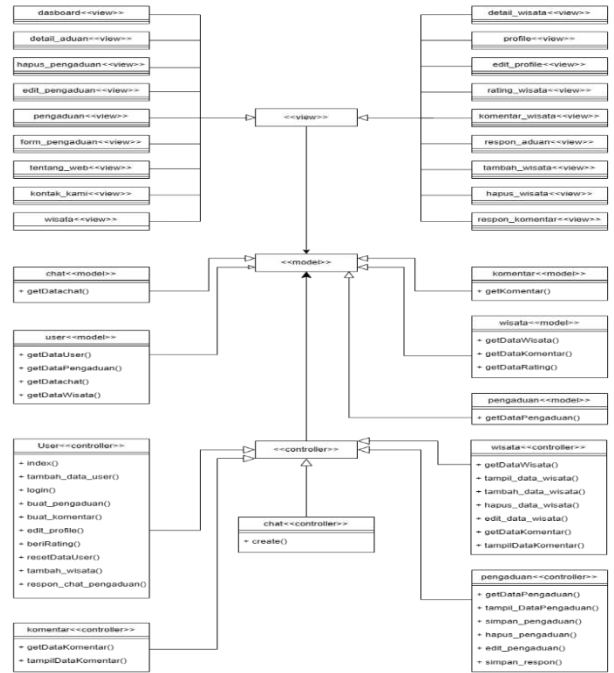 dasboard<<view>>
detail_aduan<<view>>
hapus_pengaduan<<view>>
edit_pengaduan<<view>>
pengaduan<<view>>
form_pengaduan<<view>>
tentang_web<<view>>
kontak_kami<<view>>
wisata<<view>>
<<view>>
detail_wisata<<view>>
profile<<view>>
edit_profile<<view>>
rating_wisata<<view>>
komentar_wisata<<view>>
respon_aduan<<view>>
tambah_wisata<<view>>
hapus_wisata<<view>>
respon_komentar<<view>>
<<model>>
chat<<model>>
+ getDatachat()
user<<model>>
+ getDataUser()
+ getDataPengaduan()
+ getDatachat()
+ getDataWisata()
komentar<<model>>
+ getKomentar()
wisata<<model>>
+ getDataWisata()
+ getDataKomentar()
+ getDataRating()
pengaduan<<model>>
+ getDataPengaduan()
User<<controller>>
+ index()
+ tambah_data_user()
+ login()
+ buat_pengaduan()
+ buat_komentar()
+ edit_profile()
+ beriRating()
+ resetDataUser()
+ tambah_wisata()
+ respon_chat_pengaduan()
komentar<<controller>>
+ getDataKomentar()
+ tampilDataKomentar()
<<controller>>
chat<<controller>>
+ create()
wisata<<controller>>
+ getDataWisata()
+ tampil_data_wisata()
+ tambah_data_wisata()
+ hapus_data_wisata()
+ edit_data_wisata()
+ getDataKomentar()
+ tampilDataKomentar()
pengaduan<<controller>>
+ getDataPengaduan()
+ tampil_DataPengaduan()
+ simpan_pengaduan()
+ hapus_pengaduan()
+ edit_pengaduan()
+ simpan_respon()